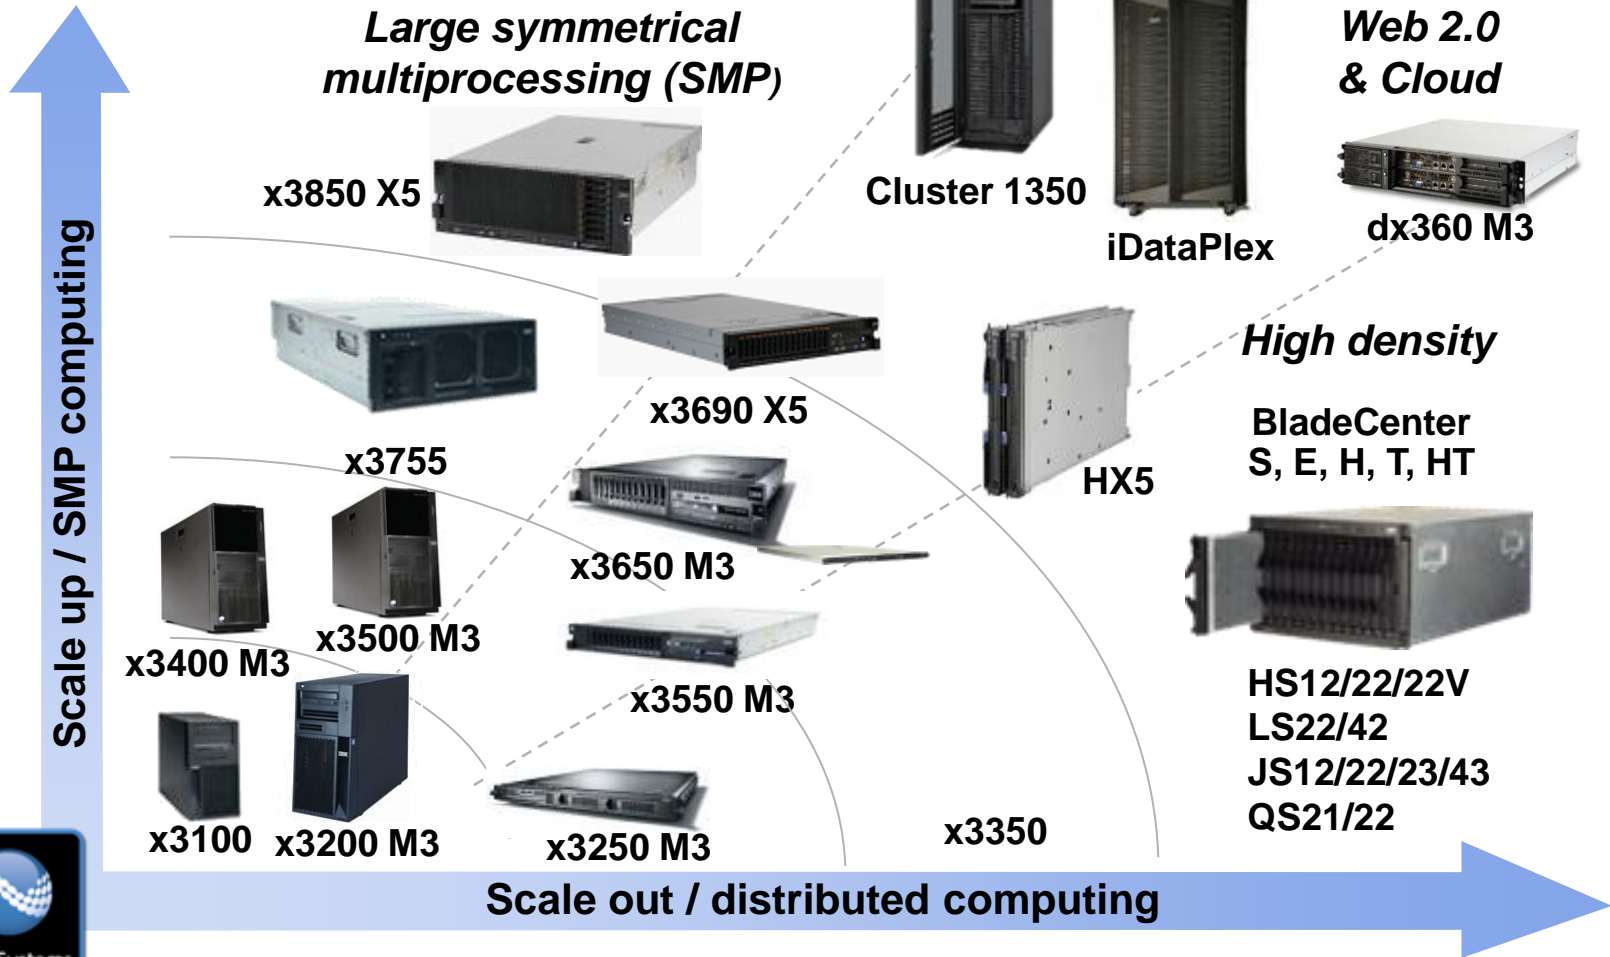 Large symmetrical
multiprocessing (SMP)
Web 2.0
& Cloud
x3850 X5
Cluster 1350
iDataPlex
dx360 M3
High density
x3690 X5
BladeCenter
S, E, H, T, HT
x3755
HX5
x3650 M3
x3500 M3
x3400 M3
x3550 M3
HS12/22/22V
LS22/42
JS12/22/23/43
QS21/22
x3100
x3200 M3
x3250 M3
x3350
Scale up / SMP computing
Scale out / distributed computing